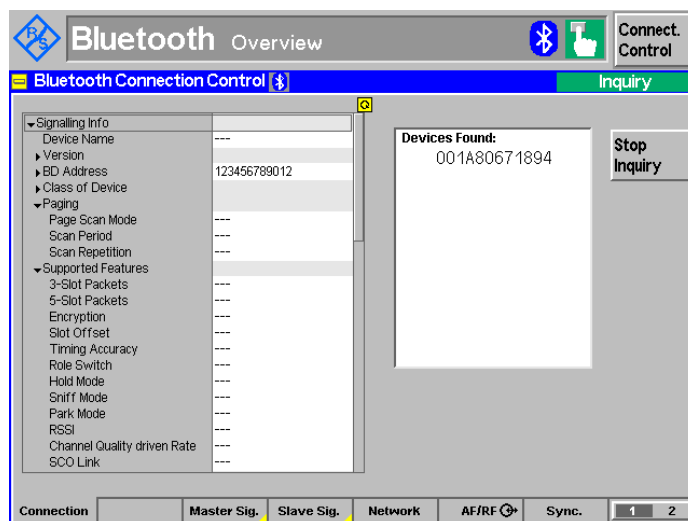 R&S
Bluetooth Overview
Connect.
Control
Bluetooth Connection Control
Inquiry
Signalling Info
Device Name ---
Version
BD Address 123456789012
Class of Device
Paging
Page Scan Mode ---
Scan Period ---
Scan Repetition ---
Supported Features
3-Slot Packets ---
5-Slot Packets ---
Encryption ---
Slot Offset ---
Timing Accuracy ---
Role Switch ---
Hold Mode ---
Sniff Mode ---
Park Mode ---
RSSI ---
Channel Quality driven Rate ---
SCO Link ---
Devices Found:
001A80671894
Stop
Inquiry
Connection Master Sig. Slave Sig. Network AF/RF Sync. 1 2